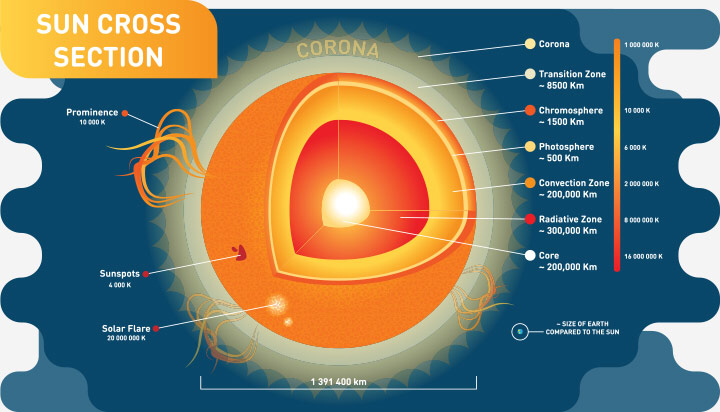 SUN CROSS
SECTION
CORONA
Corona
Transition Zone
~ 8500 Km
Chromosphere
~ 1500 Km
Photosphere
~ 500 Km
Convection Zone
~ 200,000 Km
Radiative Zone
~ 300,000 Km
Core
~ 200,000 Km
1 000 000 K
10 000 K
6 000 K
2 000 000 K
8 000 000 K
16 000 000 K
Prominence
10 000 K
Sunspots
4 000 K
Solar Flare
20 000 000 K
~ SIZE OF EARTH
COMPARED TO THE SUN
1 391 400 km